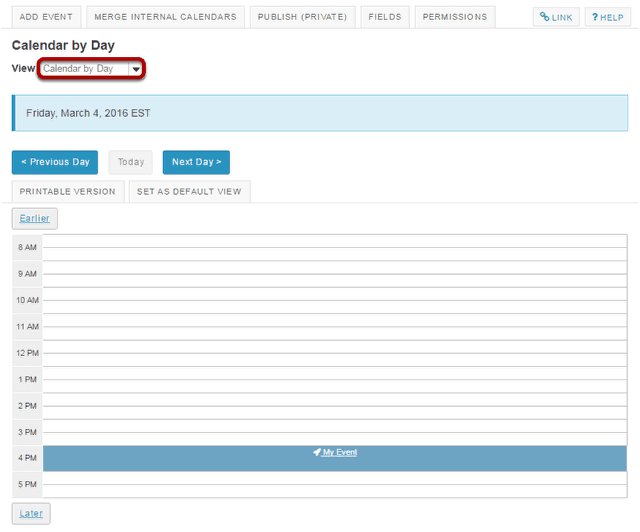 ADD EVENT MERGE INTERNAL CALENDARS PUBLISH (PRIVATE) FIELDS PERMISSIONS LINK ? HELP
Calendar by Day
View Calendar by Day
Friday, March 4, 2016 EST
< Previous Day Today Next Day >
PRINTABLE VERSION SET AS DEFAULT VIEW
Earlier
8 AM
9 AM
10 AM
11 AM
12 PM
1 PM
2 PM
3 PM
4 PM My Event
5 PM
Later